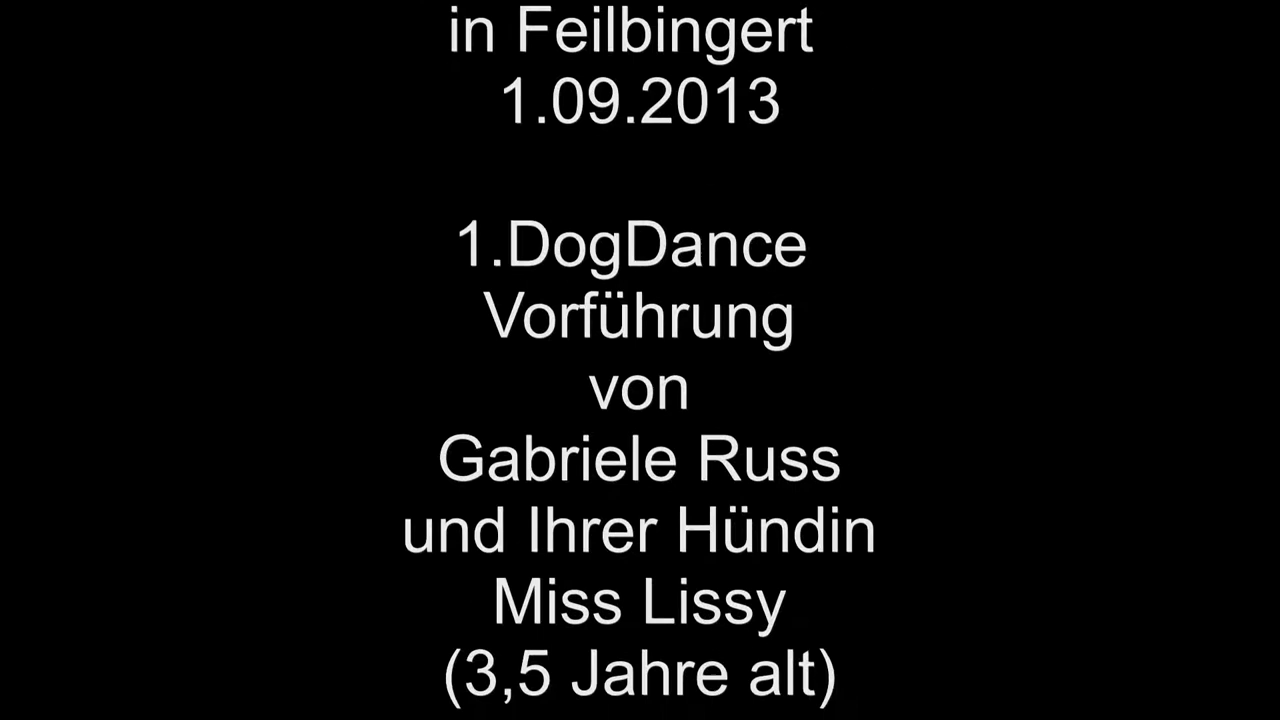 in Feilbingert
1.09.2013
1.DogDance
Vorführung
von
Gabriele Russ
und Ihrer Hündin
Miss Lissy
(3,5 Jahre alt)